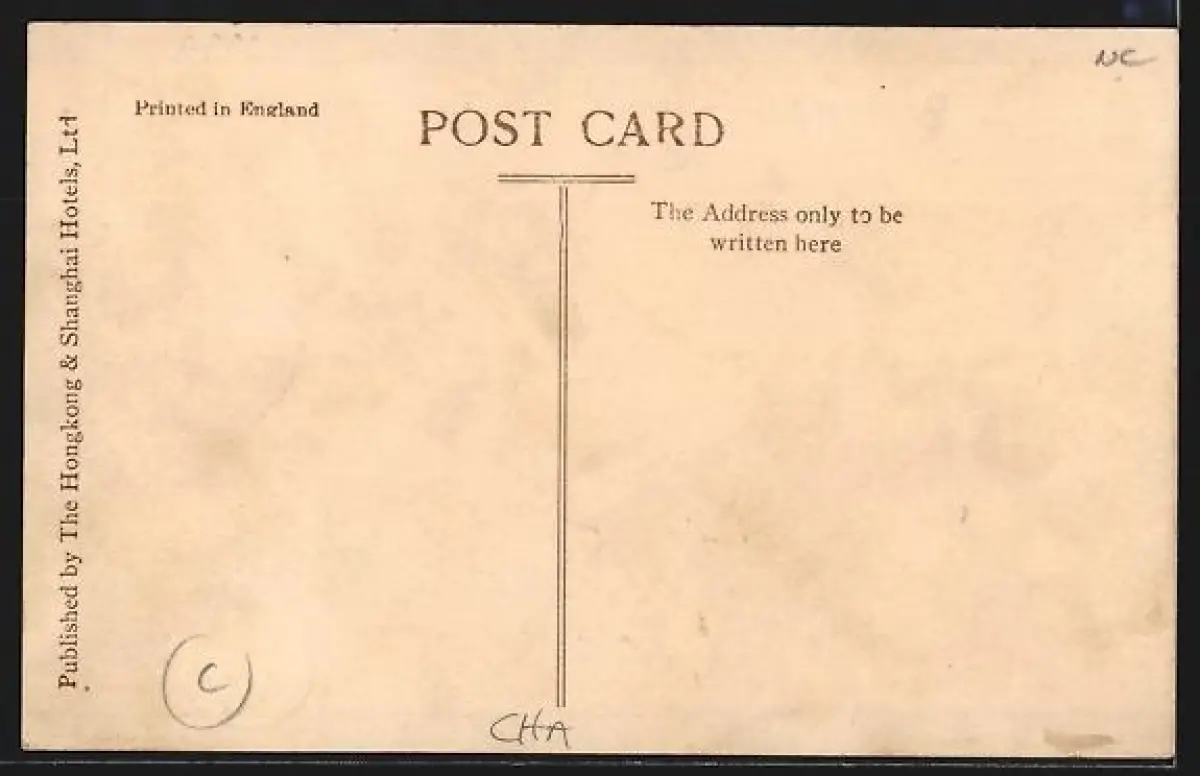 NC
Printed in England
POST CARD
The Address only to be
written here
Published by The Hongkong & Shanghai Hotels, Ltd
C
CHA